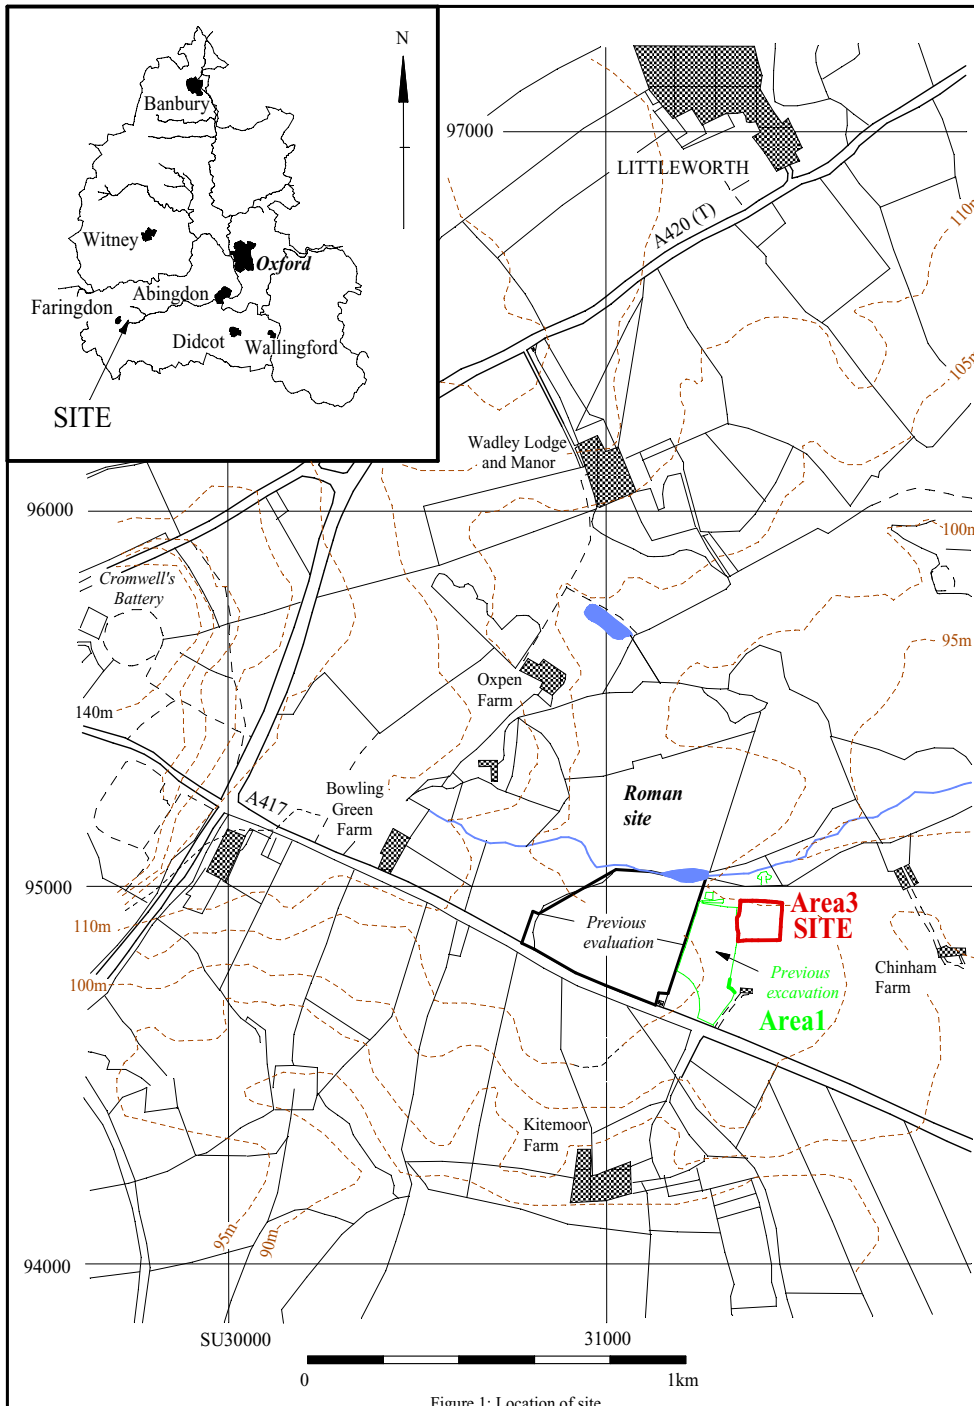 N
Banbury
Witney
Oxford
Faringdon
Abingdon
Didcot
Wallingford
SITE
97000
LITTLEWORTH
A420 (T)
110m
105m
Wadley Lodge
and Manor
96000
100m
Cromwell's
Battery
95m
Oxpen
Farm
140m
A417
Bowling
Green
Farm
Roman
site
95000
Area3
SITE
110m
Previous
evaluation
Previous
excavation
Chinham
Farm
100m
Area1
Kitemoor
Farm
95m
90m
94000
SU30000
31000
0
1km
Figure 1: Location of site